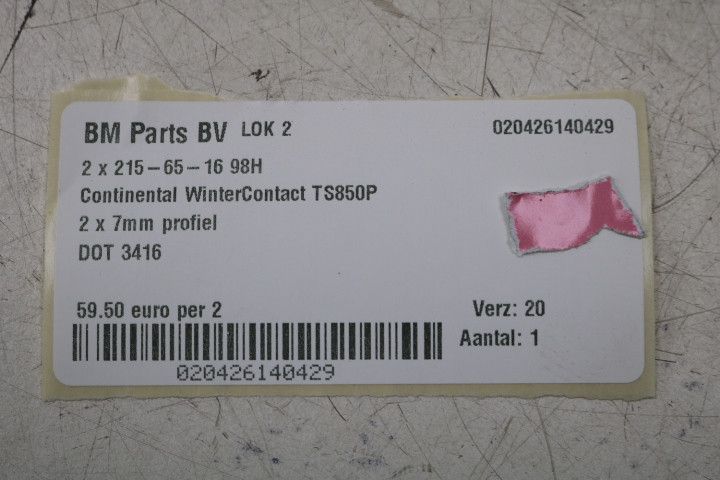 BM Parts BV LOK 2 020426140429
2 x 215-65-16 98H
Continental WinterContact TS850P
2 x 7mm profiel
DOT 3416
59.50 euro per 2 Verz: 20
Aantal: 1
020426140429